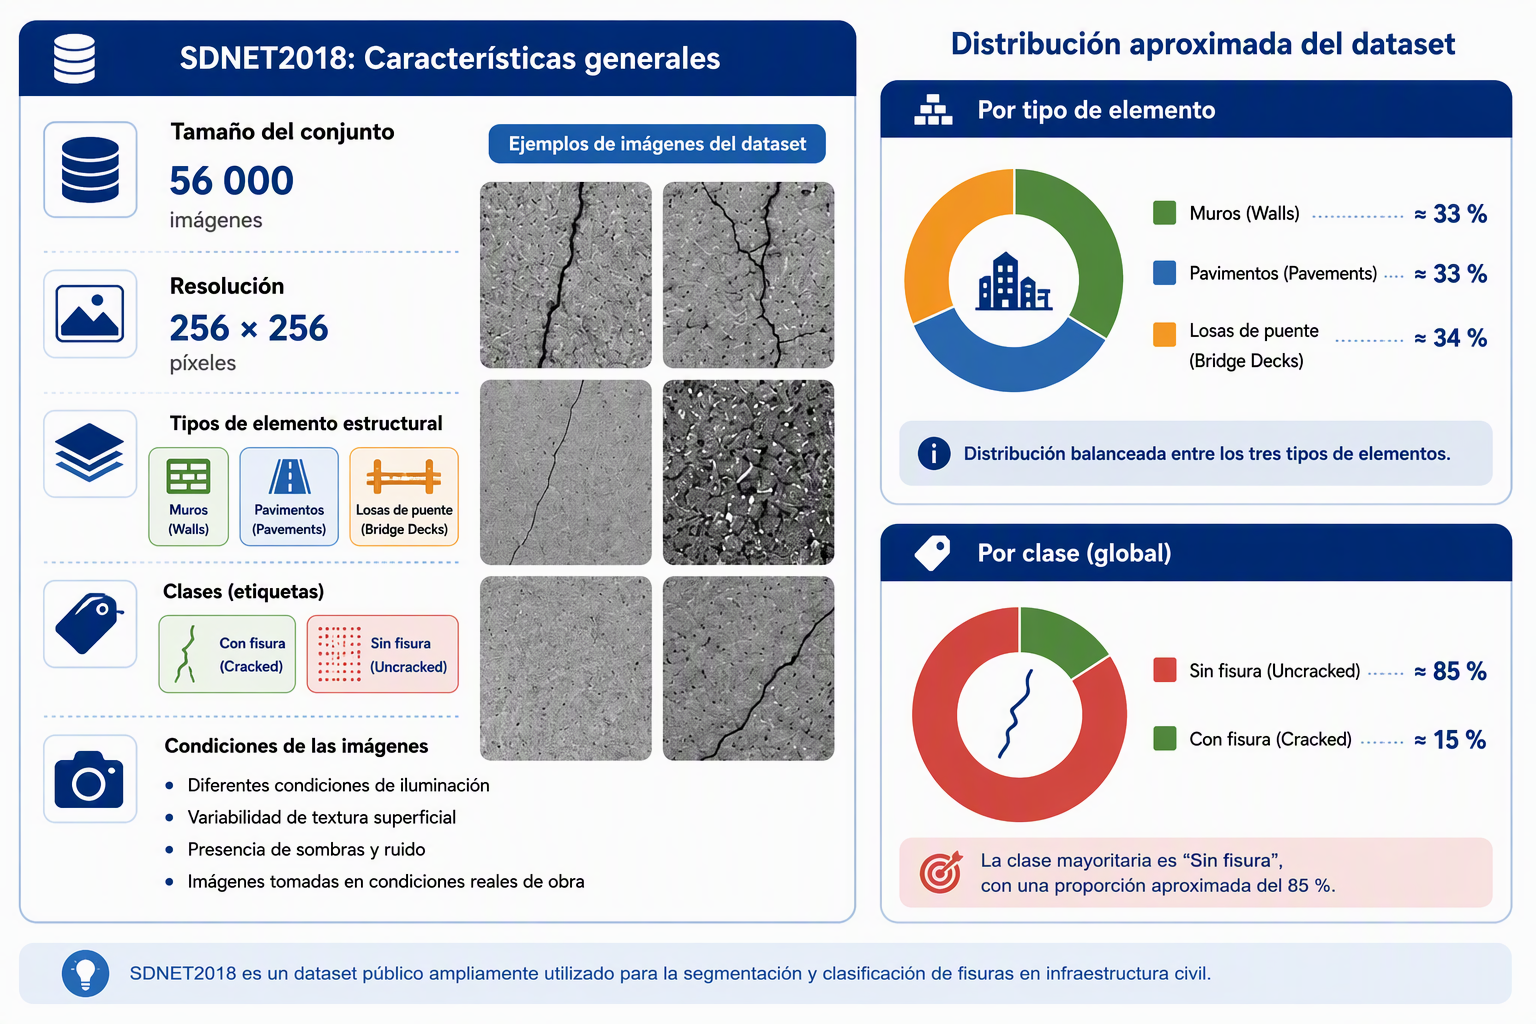 SDNET2018: Características generales
Tamaño del conjunto
56 000
imágenes
Resolución
256 × 256
píxeles
Tipos de elemento estructural
Muros
(Walls)
Pavimentos
(Pavements)
Losas de puente
(Bridge Decks)
Clases (etiquetas)
Con fisura
(Cracked)
Sin fisura
(Uncracked)
Condiciones de las imágenes
• Diferentes condiciones de iluminación
• Variabilidad de textura superficial
• Presencia de sombras y ruido
• Imágenes tomadas en condiciones reales de obra
Ejemplos de imágenes del dataset
Distribución aproximada del dataset
Por tipo de elemento
Muros (Walls) ≈ 33 %
Pavimentos (Pavements) ≈ 33 %
Losas de puente ≈ 34 %
(Bridge Decks)
Distribución balanceada entre los tres tipos de elementos.
Por clase (global)
Sin fisura (Uncracked) ≈ 85 %
Con fisura (Cracked) ≈ 15 %
La clase mayoritaria es “Sin fisura”,
con una proporción aproximada del 85 %.
SDNET2018 es un dataset público ampliamente utilizado para la segmentación y clasificación de fisuras en infraestructura civil.